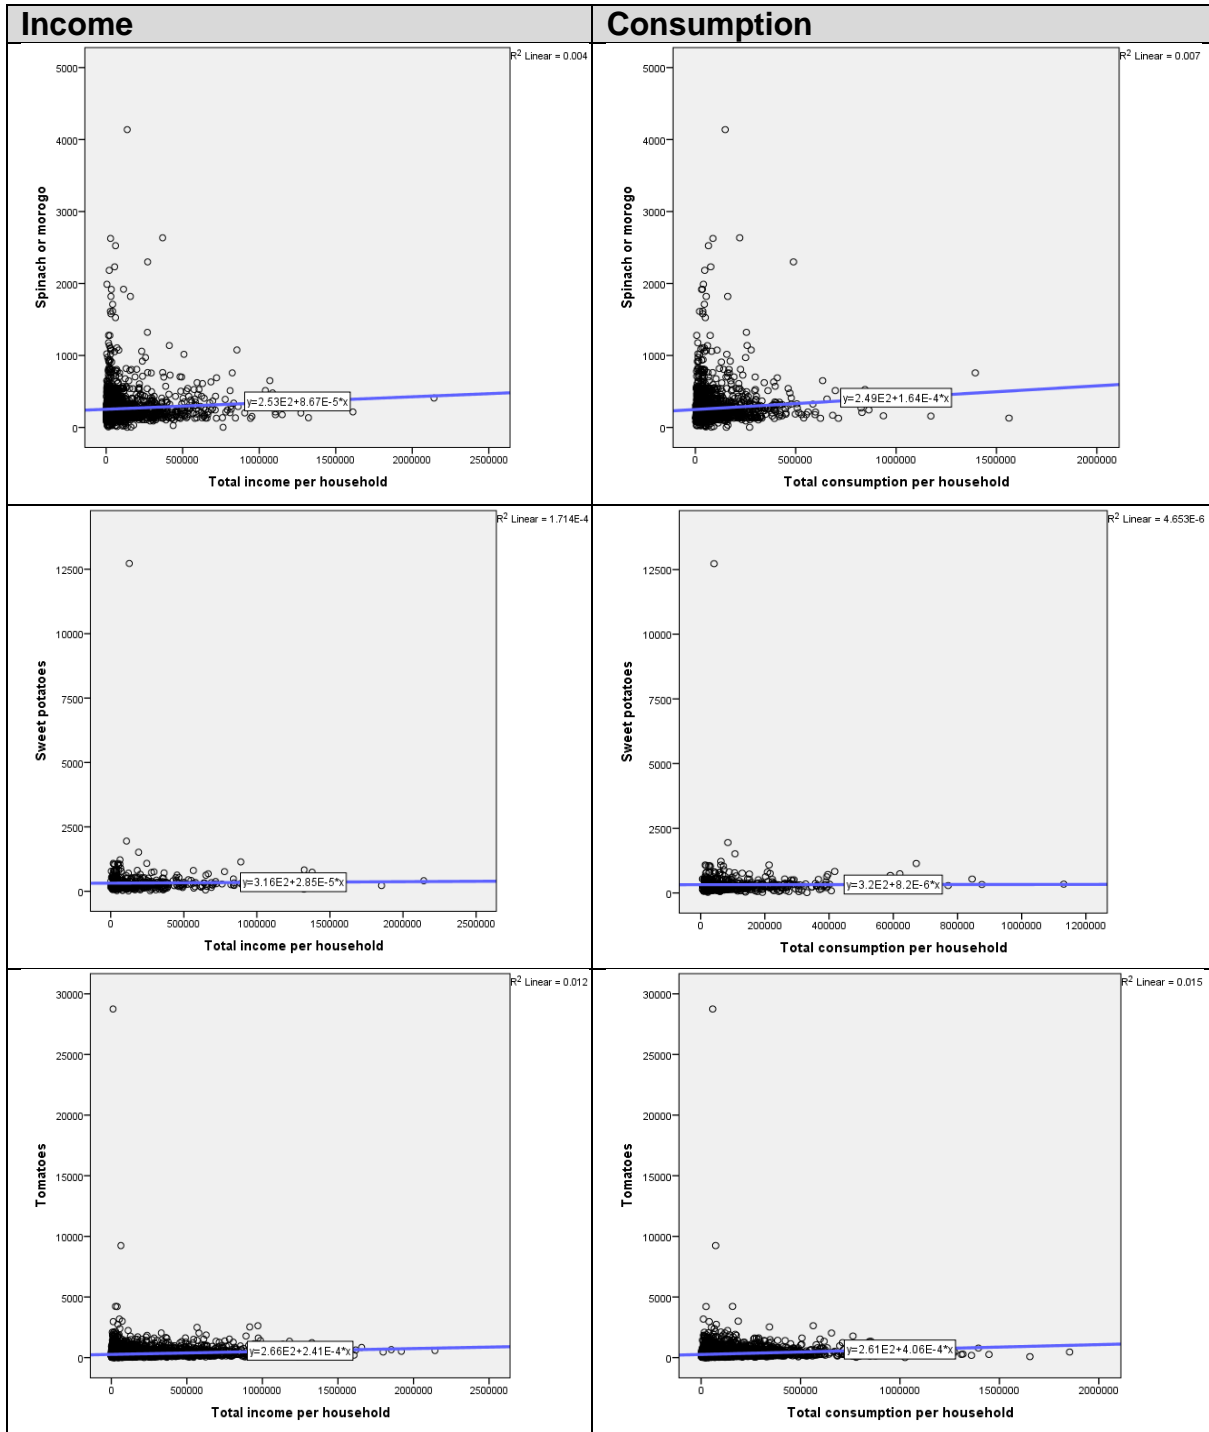 Income
Consumption
R² Linear = 0.004
5000
4000
3000
2000
1000
0
Spinach or morogo
y=2.53E2+8.67E-5*x
0 500000 1000000 1500000 2000000 2500000
Total income per household
R² Linear = 0.007
5000
4000
3000
2000
1000
0
Spinach or morogo
y=2.49E2+1.64E-4*x
0 500000 1000000 1500000 2000000
Total consumption per household
R² Linear = 1.714E-4
12500
10000
7500
5000
2500
0
Sweet potatoes
y=3.16E2+2.85E-5*x
0 500000 1000000 1500000 2000000 2500000
Total income per household
R² Linear = 4.653E-6
12500
10000
7500
5000
2500
0
Sweet potatoes
y=3.2E2+8.2E-6*x
0 200000 400000 600000 800000 1000000 1200000
Total consumption per household
R² Linear = 0.012
30000
25000
20000
15000
10000
5000
0
Tomatoes
y=2.66E2+2.41E-4*x
0 500000 1000000 1500000 2000000 2500000
Total income per household
R² Linear = 0.015
30000
25000
20000
15000
10000
5000
0
Tomatoes
y=2.61E2+4.06E-4*x
0 500000 1000000 1500000 2000000
Total consumption per household